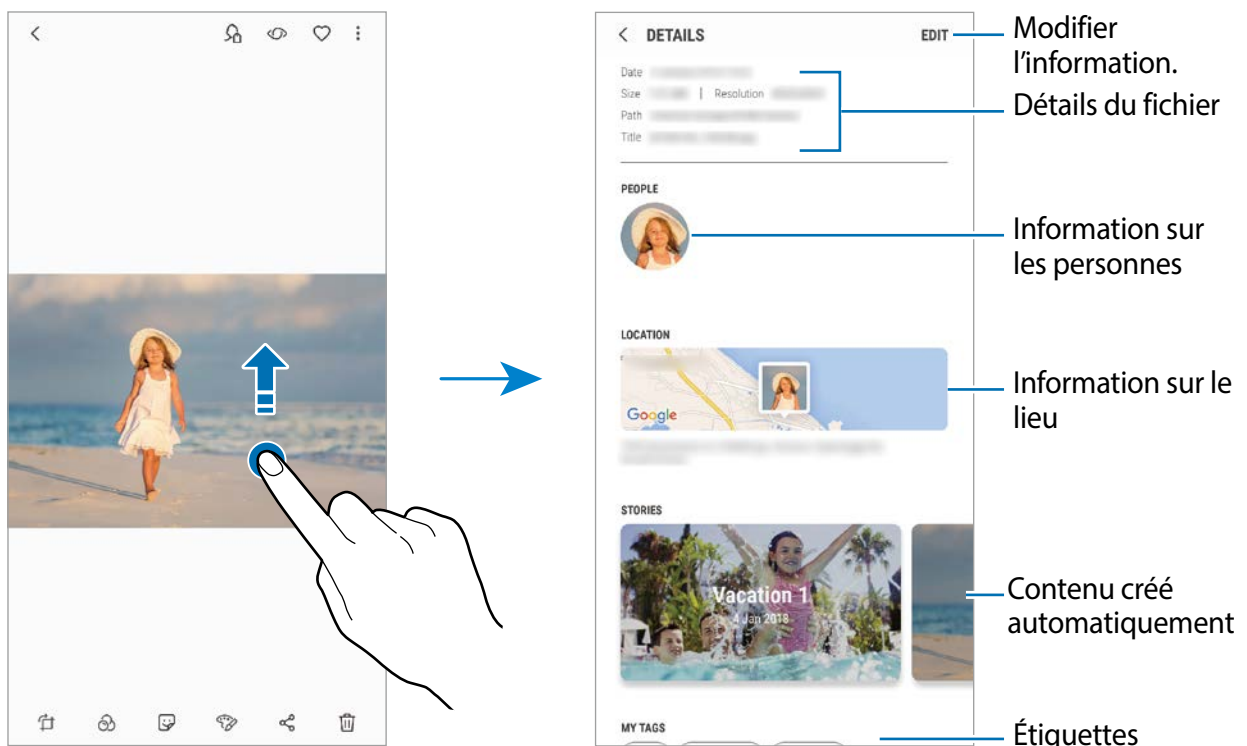 DETAILS
EDIT
Modifier
l'information.
Date
Size | Resolution
Path
Title
Détails du fichier
PEOPLE
Information sur
les personnes
LOCATION
Google
Information sur le
lieu
STORIES
Vacation 1
4 Jan 2018
Contenu créé
automatiquement
MY TAGS
Étiquettes